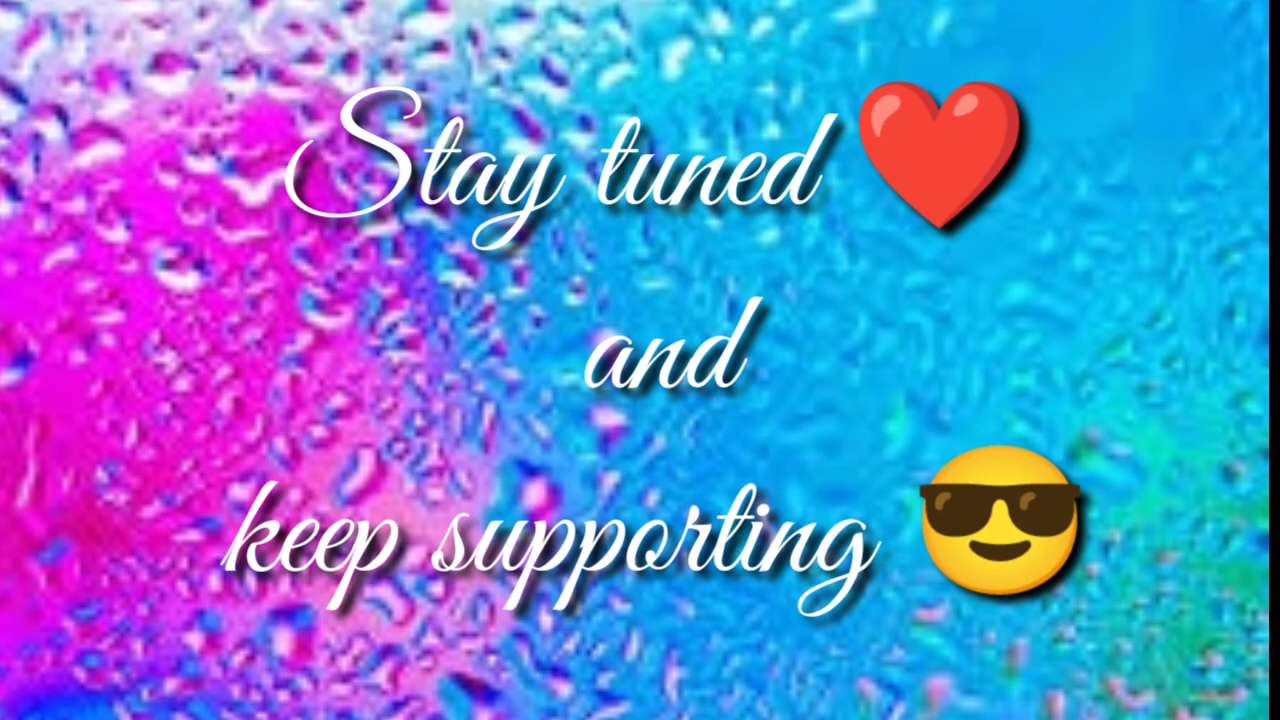 Stay tuned ❤️
and
keep supporting 😎